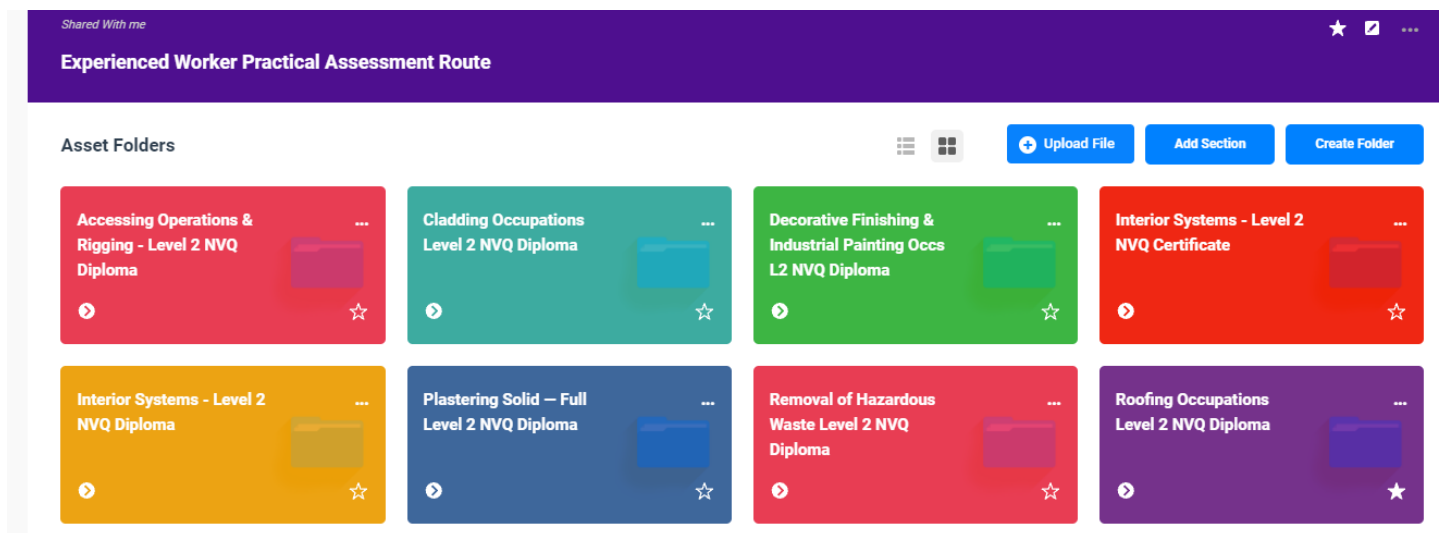 Shared With me
Experienced Worker Practical Assessment Route
Asset Folders
Upload File
Add Section
Create Folder
Accessing Operations &
Rigging - Level 2 NVQ
Diploma
Cladding Occupations
Level 2 NVQ Diploma
Decorative Finishing &
Industrial Painting Occs
L2 NVQ Diploma
Interior Systems - Level 2
NVQ Certificate
Interior Systems - Level 2
NVQ Diploma
Plastering Solid – Full
Level 2 NVQ Diploma
Removal of Hazardous
Waste Level 2 NVQ
Diploma
Roofing Occupations
Level 2 NVQ Diploma